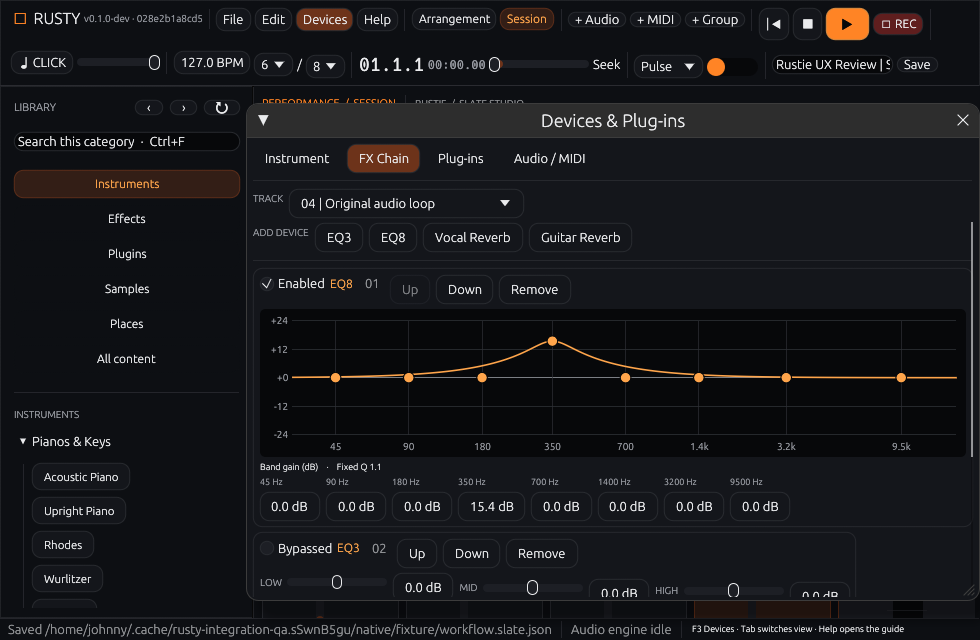 RUSTY v0.1.0-dev · 028e2b1a8cd5 File Edit Devices Help Arrangement Session + Audio + MIDI + Group REC
CLICK 127.0 BPM 6 / 8 01.1.1 00:00.00 Seek Pulse Rustie UX Review | S Save
LIBRARY ‹ ›
PERFORMANCE / SESSION RUSTIE / SLATE STUDIO
Search this category · Ctrl+F
Instruments
Effects
Plugins
Samples
Places
All content
INSTRUMENTS
Pianos & Keys
Acoustic Piano
Upright Piano
Rhodes
Wurlitzer
Devices & Plug-ins
Instrument FX Chain Plug-ins Audio / MIDI
TRACK 04 | Original audio loop
ADD DEVICE EQ3 EQ8 Vocal Reverb Guitar Reverb
Enabled EQ8 01 Up Down Remove
+24
+12
+0
-12
-24
45 90 180 350 700 1.4k 3.2k 9.5k
Band gain (dB) · Fixed Q 1.1
45 Hz 90 Hz 180 Hz 350 Hz 700 Hz 1400 Hz 3200 Hz 9500 Hz
0.0 dB 0.0 dB 0.0 dB 15.4 dB 0.0 dB 0.0 dB 0.0 dB 0.0 dB
Bypassed EQ3 02 Up Down Remove
LOW 0.0 dB MID 0.0 dB HIGH 0.0 dB
Saved /home/johnny/.cache/rusty-integration-qa.sSwnB5gu/native/fixture/workflow.slate.json Audio engine idle F3 Devices · Tab switches view · Help opens the guide